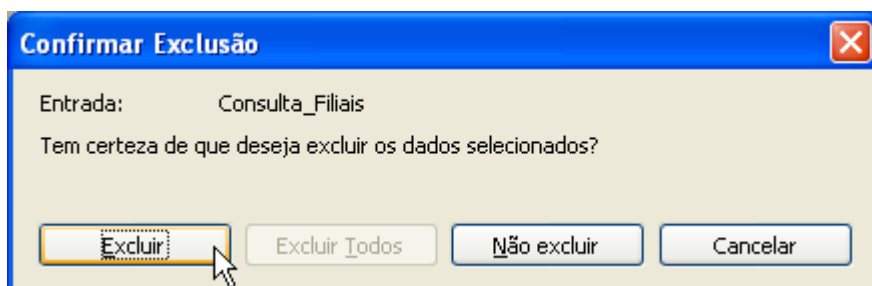 Confirmar Exclusão
Entrada: Consulta_Filiais
Tem certeza de que deseja excluir os dados selecionados?
Excluir Excluir Todos Não excluir Cancelar